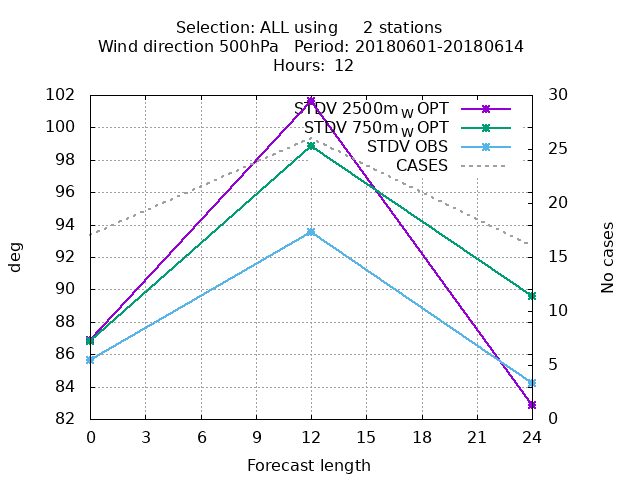 Selection: ALL using     2 stations
Wind direction 500hPa   Period: 20180601-20180614
Hours: 12
STDV 2500m W OPT
STDV 750m W OPT
STDV OBS
CASES
102
100
98
96
94
92
90
88
86
84
82
deg
30
25
20
15
10
5
0
No cases
0 3 6 9 12 15 18 21 24
Forecast length